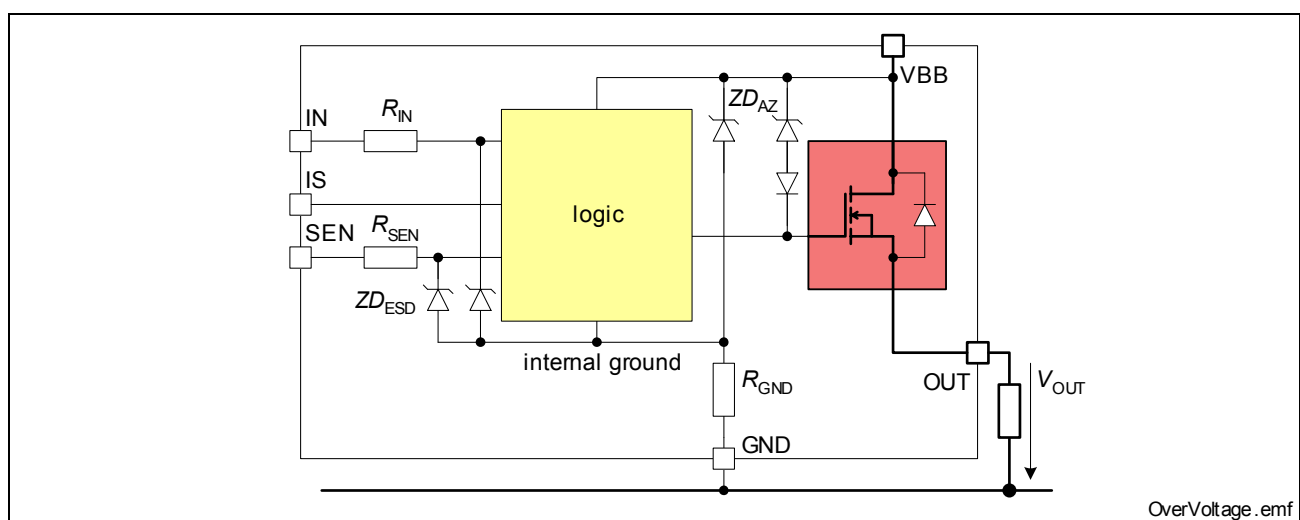 VBB
ZDAZ
IN
RIN
IS
logic
SEN
RSEN
ZDESD
internal ground
RGND
OUT
VOUT
GND
OverVoltage.emf